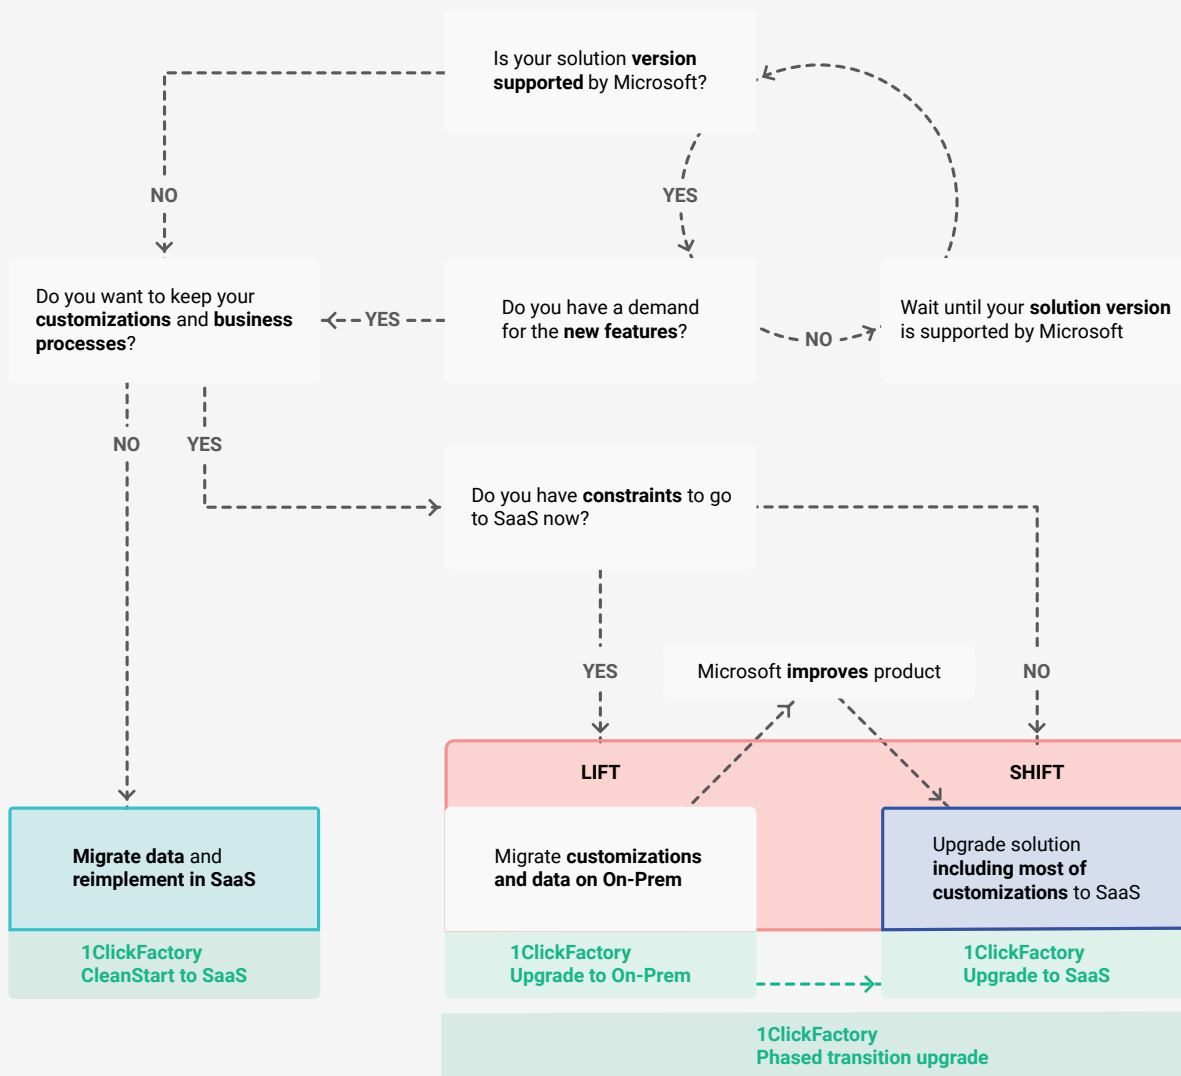 Is your solution version
supported by Microsoft?
NO
YES
Do you want to keep your
customizations and business
processes?
YES
Do you have a demand
for the new features?
NO
Wait until your solution version
is supported by Microsoft
NO
YES
Do you have constraints to go
to SaaS now?
YES
Microsoft improves product
NO
LIFT
SHIFT
Migrate data and
reimplement in SaaS
Migrate customizations
and data on On-Prem
Upgrade solution
including most of
customizations to SaaS
1ClickFactory
CleanStart to SaaS
1ClickFactory
Upgrade to On-Prem
1ClickFactory
Upgrade to SaaS
1ClickFactory
Phased transition upgrade